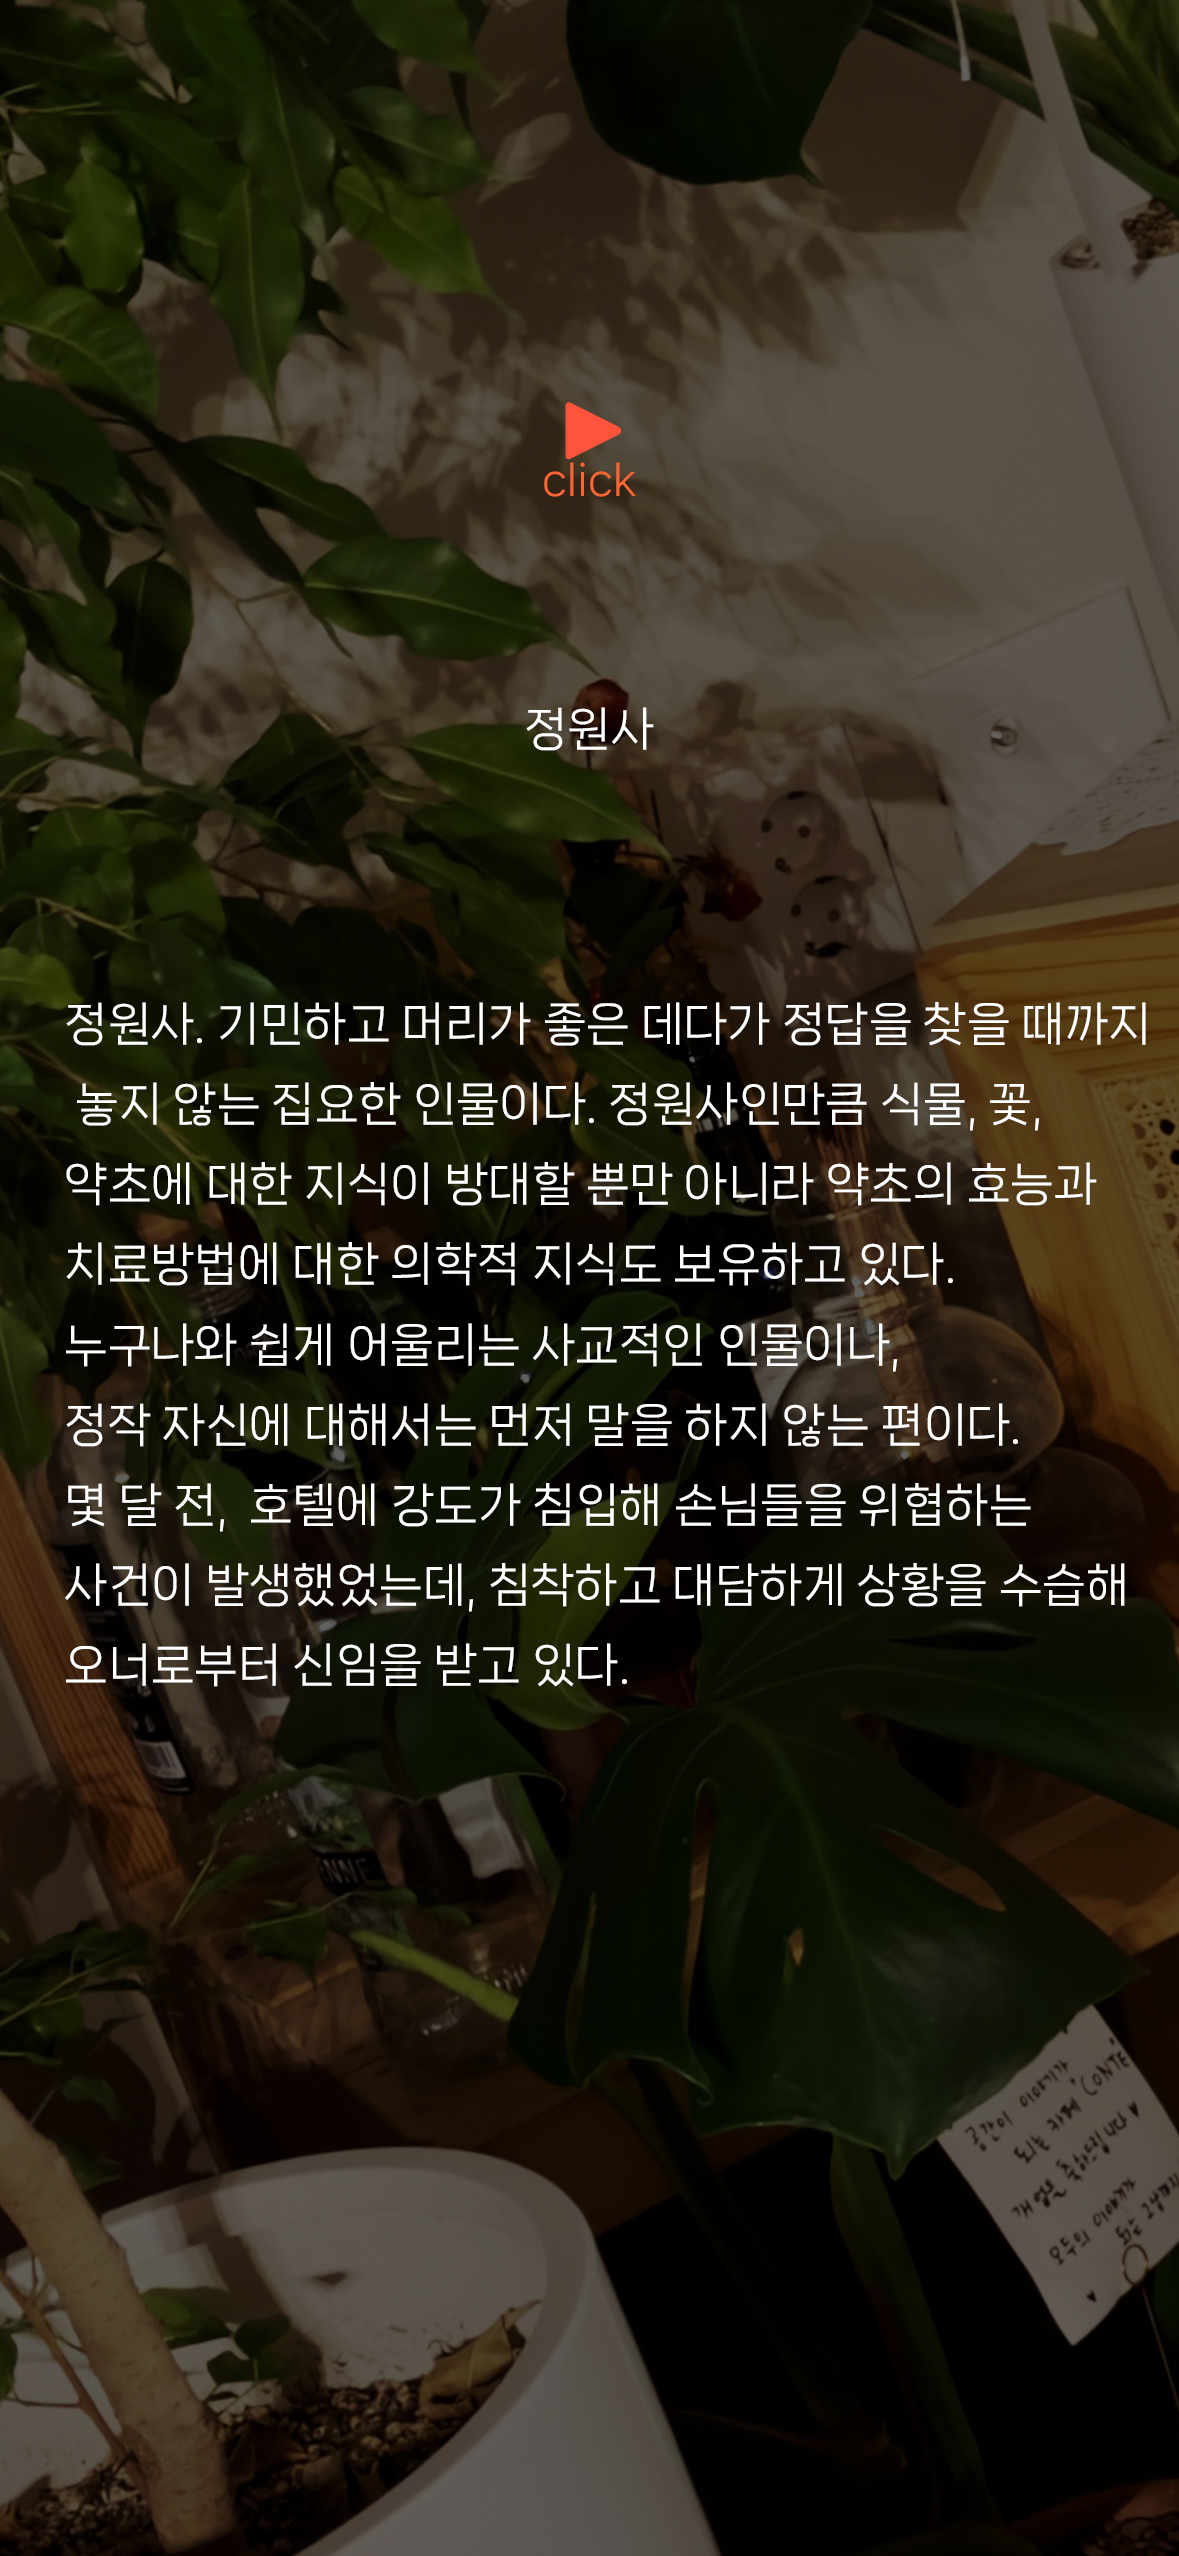 click
정원사
정원사. 기민하고 머리가 좋은 데다가 정답을 찾을 때까지
놓지 않는 집요한 인물이다. 정원사인만큼 식물, 꽃,
약초에 대한 지식이 방대할 뿐만 아니라 약초의 효능과
치료방법에 대한 의학적 지식도 보유하고 있다.
누구나와 쉽게 어울리는 사교적인 인물이나,
정작 자신에 대해서는 먼저 말을 하지 않는 편이다.
몇 달 전,  호텔에 강도가 침입해 손님들을 위협하는
사건이 발생했었는데, 침착하고 대담하게 상황을 수습해
오너로부터 신임을 받고 있다.
ENNE
공간이 이야기가
되는 카페 'CONTE'
개업을 축하드립니다♥
모두의 이야기가